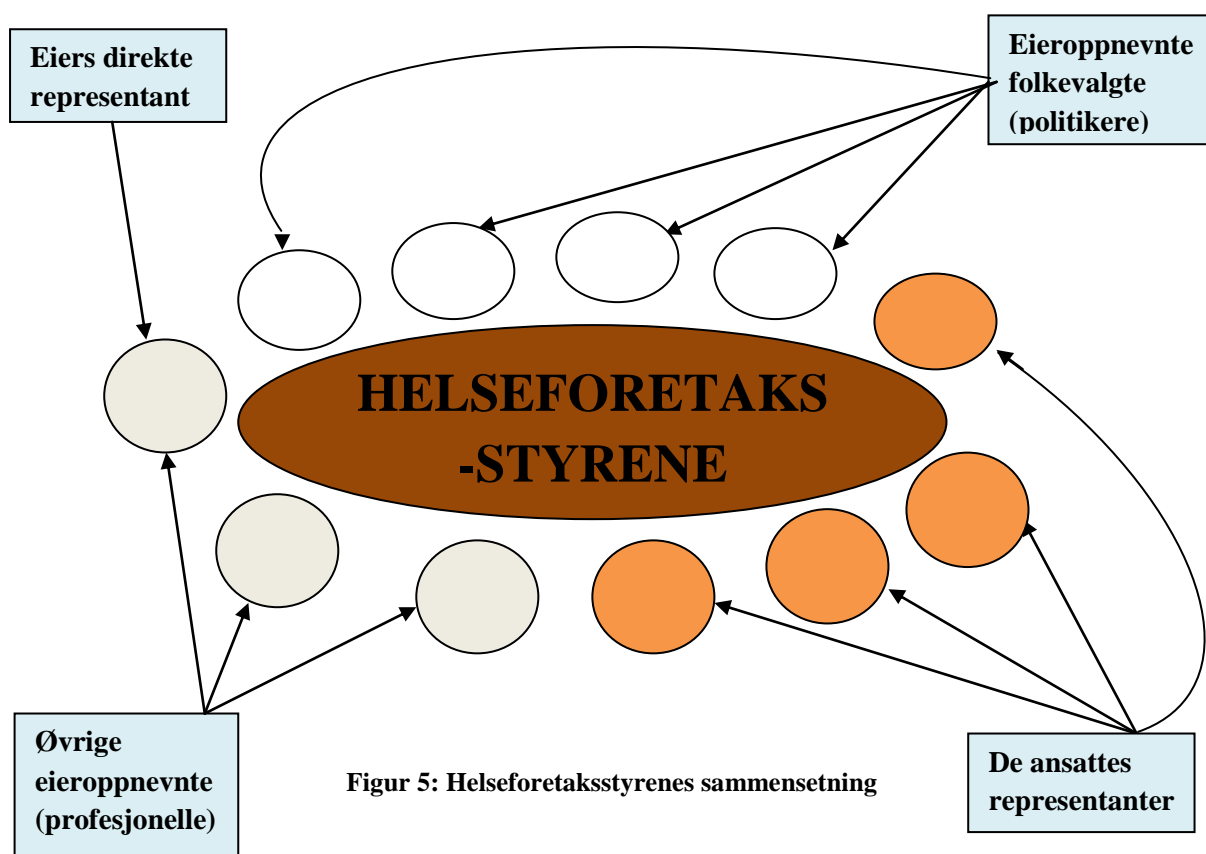 Eiers direkte
representant
Eieroppnevnte
folkevalgte
(politikere)
HELSEFORETAKS
-STYRENE
Øvrige
eieroppnevnte
(profesjonelle)
Figur 5: Helseforetaksstyrenes sammensetning
De ansattes
representanter